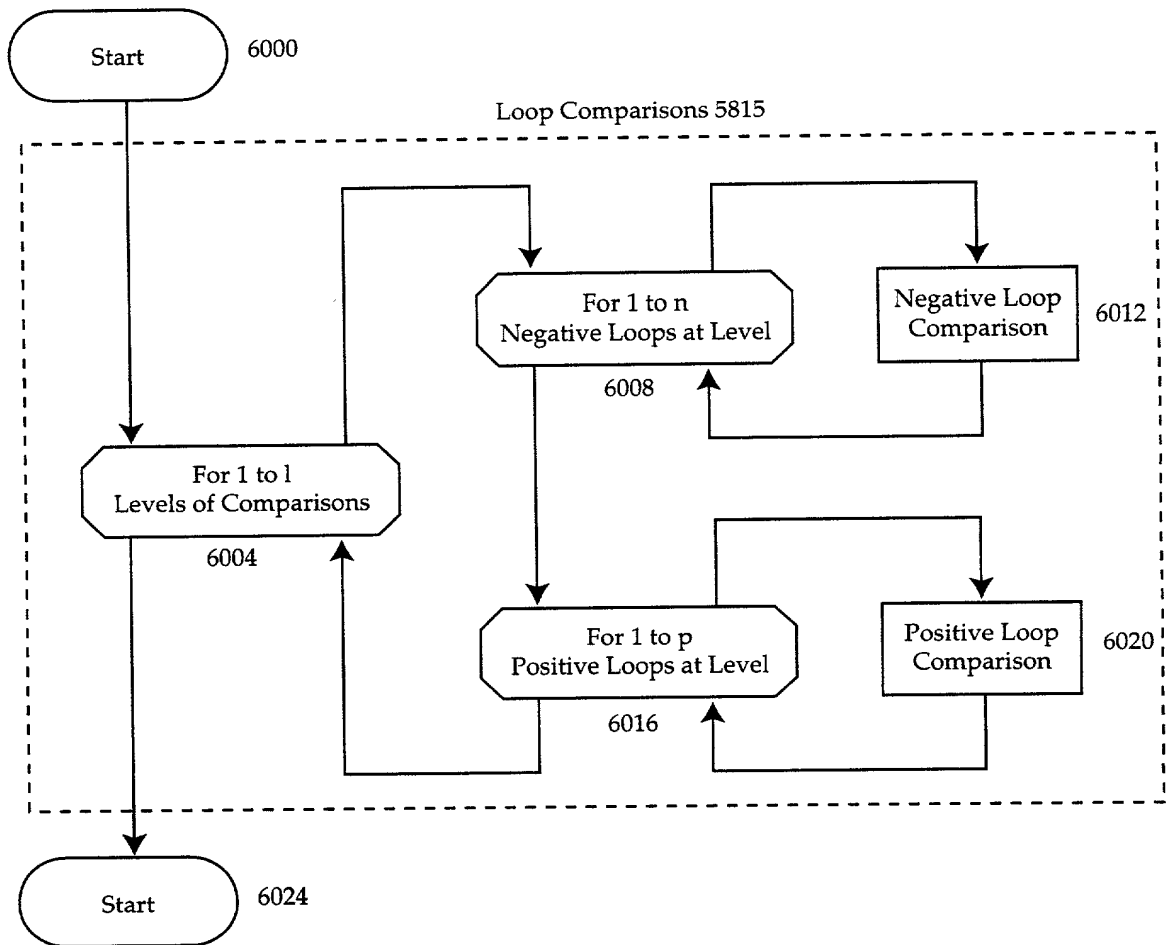 Start
6000
Loop Comparisons 5815
For 1 to n
Negative Loops at Level
6008
Negative Loop
Comparison
6012
For 1 to l
Levels of Comparisons
6004
For 1 to p
Positive Loops at Level
6016
Positive Loop
Comparison
6020
Start
6024